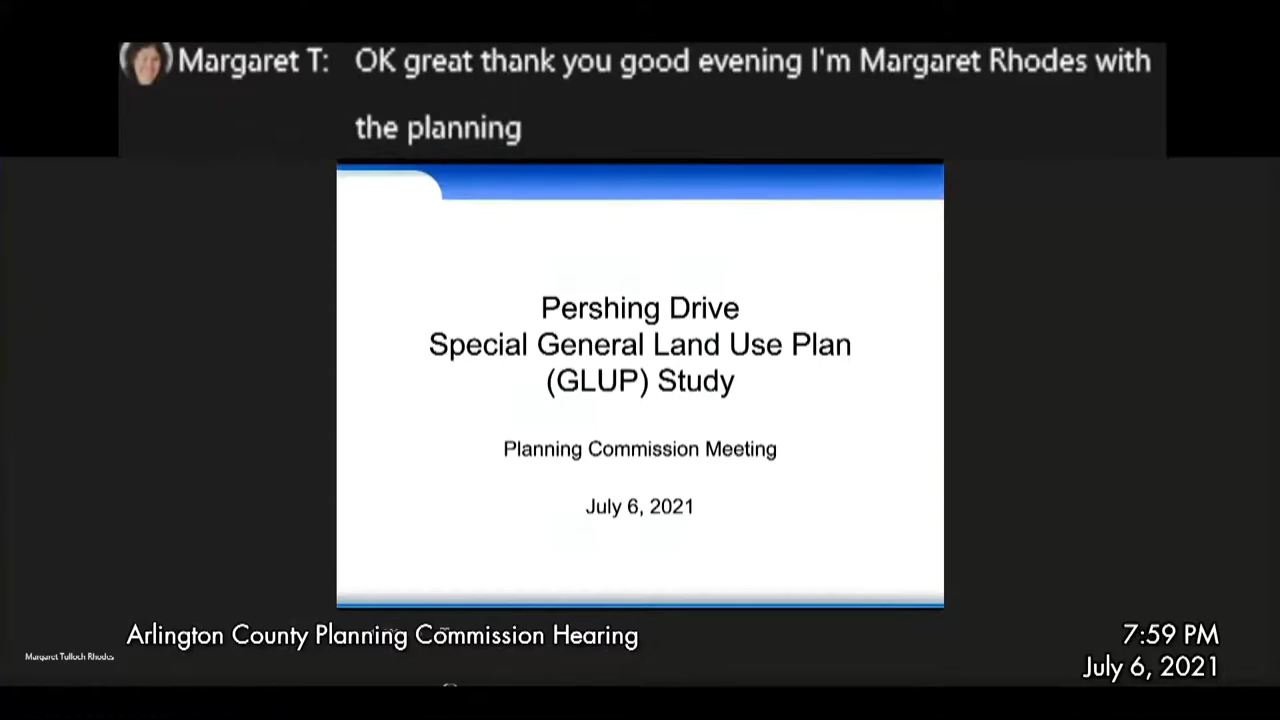 Margaret T: OK great thank you good evening I'm Margaret Rhodes with
the planning
Pershing Drive
Special General Land Use Plan
(GLUP) Study
Planning Commission Meeting
July 6, 2021
Arlington County Planning Commission Hearing
7:59 PM
Margaret Tulloch Rhodes
July 6, 2021